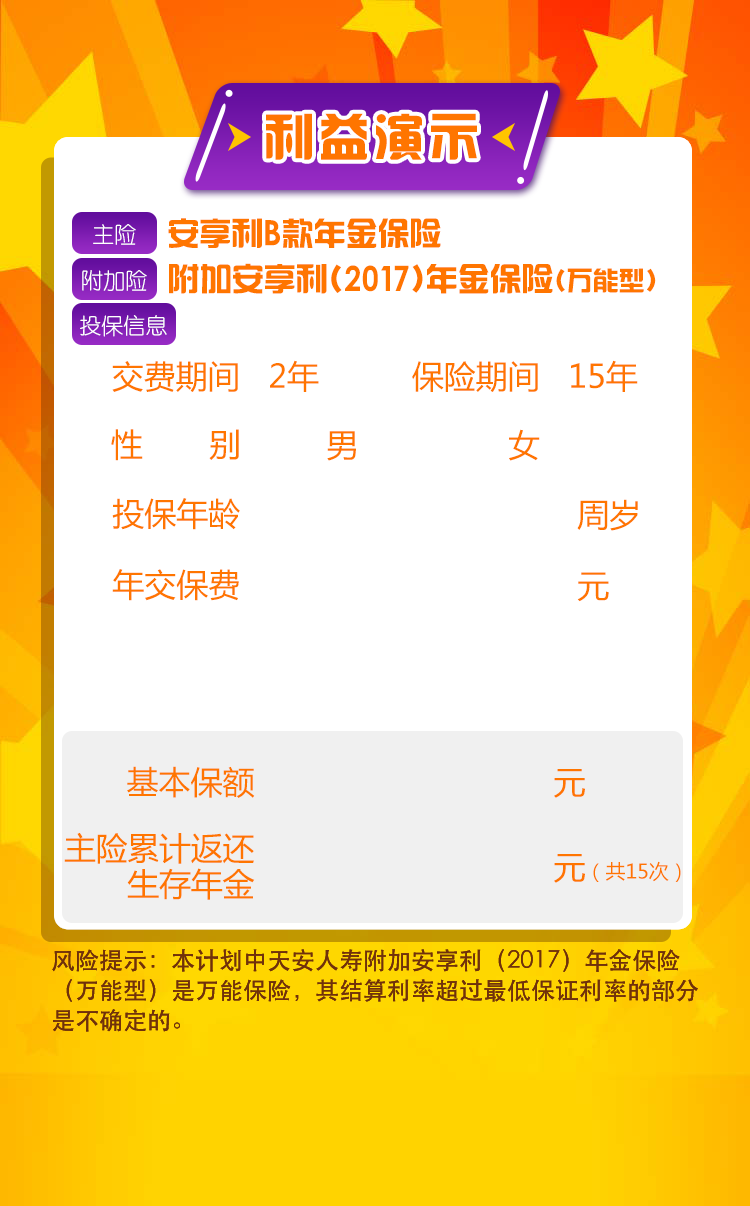 利益演示
主险 安享利B款年金保险
附加险 附加安享利(2017)年金保险(万能型)
投保信息
交费期间 2年 保险期间 15年
性 别 男 女
投保年龄 周岁
年交保费 元
基本保额 元
主险累计返还
生存年金 元（共15次）
风险提示：本计划中天安人寿附加安享利（2017）年金保险
（万能型）是万能保险，其结算利率超过最低保证利率的部分
是不确定的。